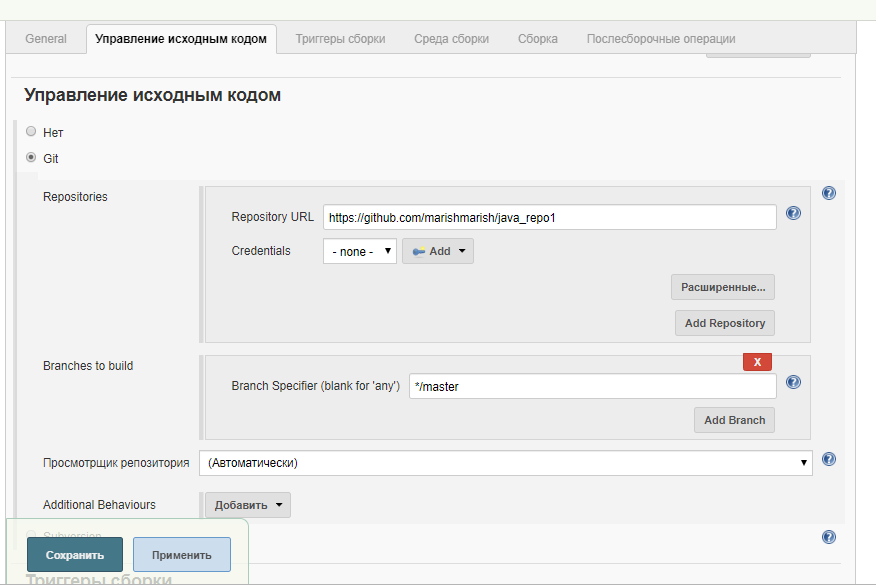 General Управление исходным кодом Триггеры сборки Среда сборки Сборка Послесборочные операции
Управление исходным кодом
Нет
Git
Repositories
Repository URL https://github.com/marishmarish/java_repo1
Credentials - none - Add
Расширенные...
Add Repository
Branches to build
X
Branch Specifier (blank for 'any') */master
Add Branch
Просмотрщик репозитория (Автоматически)
Additional Behaviours Добавить
Subversion
Сохранить Применить
Триггеры сборки